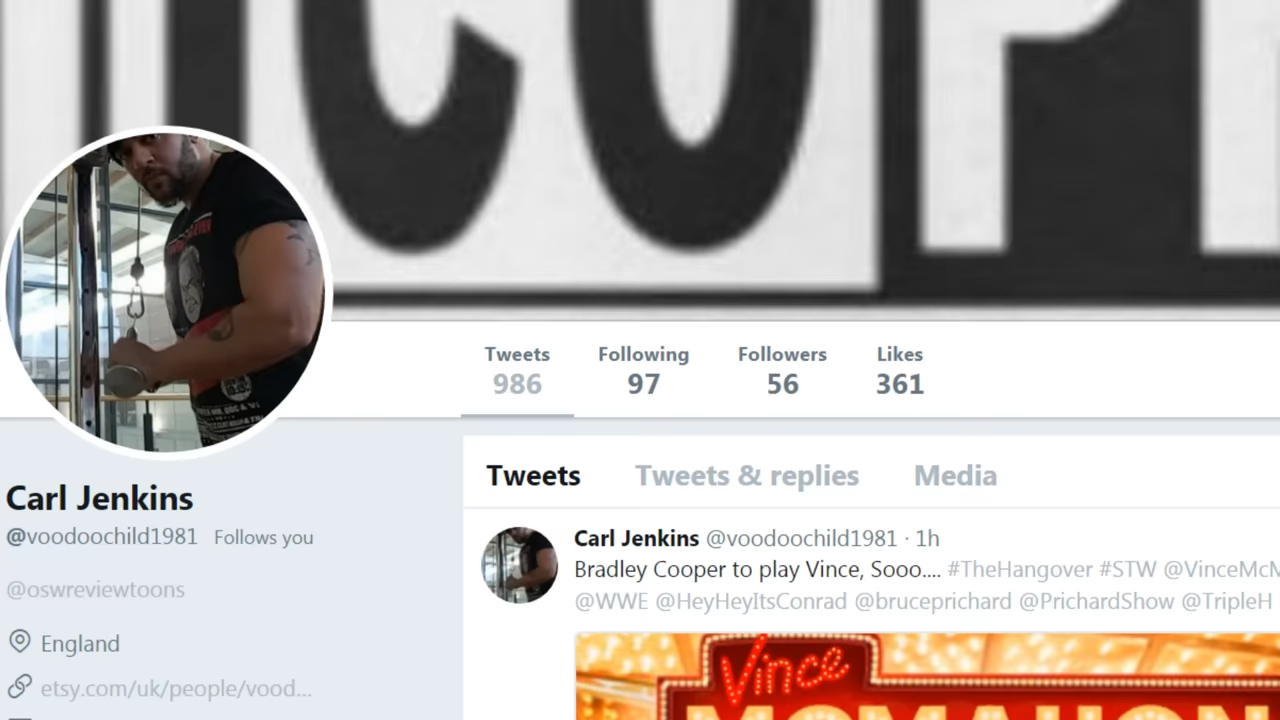 COP
Tweets Following Followers Likes
986 97 56 361
Carl Jenkins
@voodoochild1981 Follows you
@oswreviewtoons
England
etsy.com/uk/people/vood...
Tweets Tweets & replies Media
Carl Jenkins @voodoochild1981 · 1h
Bradley Cooper to play Vince, Sooo.... #TheHangover #STW @VinceMcM
@WWE @HeyHeyItsConrad @bruceprichard @PrichardShow @TripleH
Vince
MCMAHON